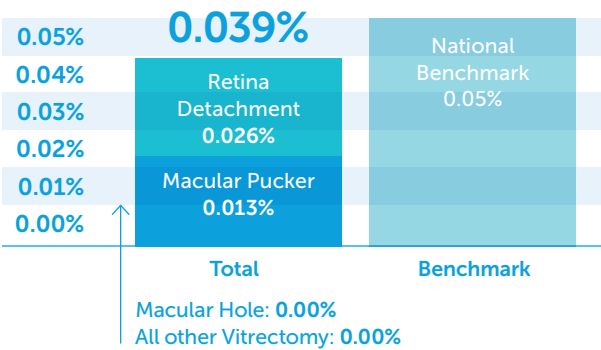 0.039%
0.05%
0.04%
0.03%
0.02%
0.01%
0.00%
Retina
Detachment
0.026%
Macular Pucker
0.013%
National
Benchmark
0.05%
Total
Benchmark
Macular Hole: 0.00%
All other Vitrectomy: 0.00%